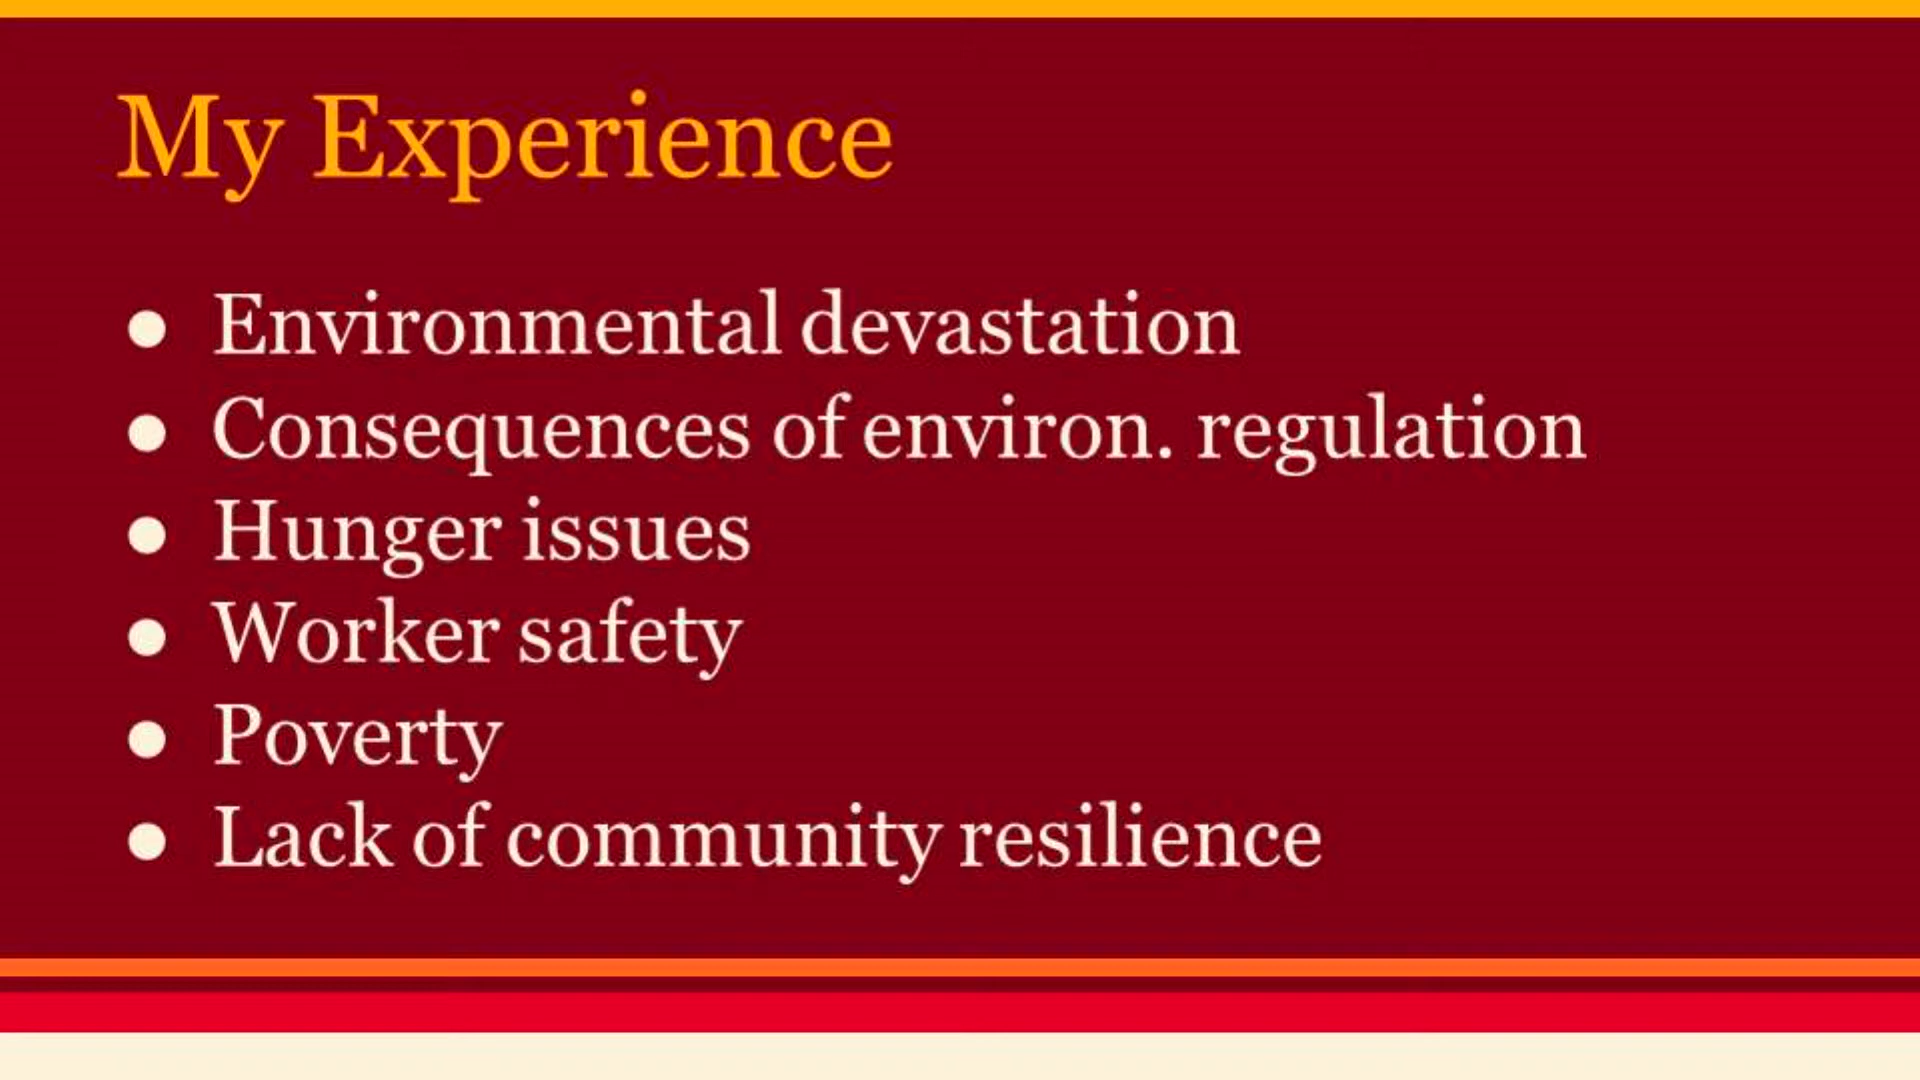 My Experience
● Environmental devastation
● Consequences of environ. regulation
● Hunger issues
● Worker safety
● Poverty
● Lack of community resilience